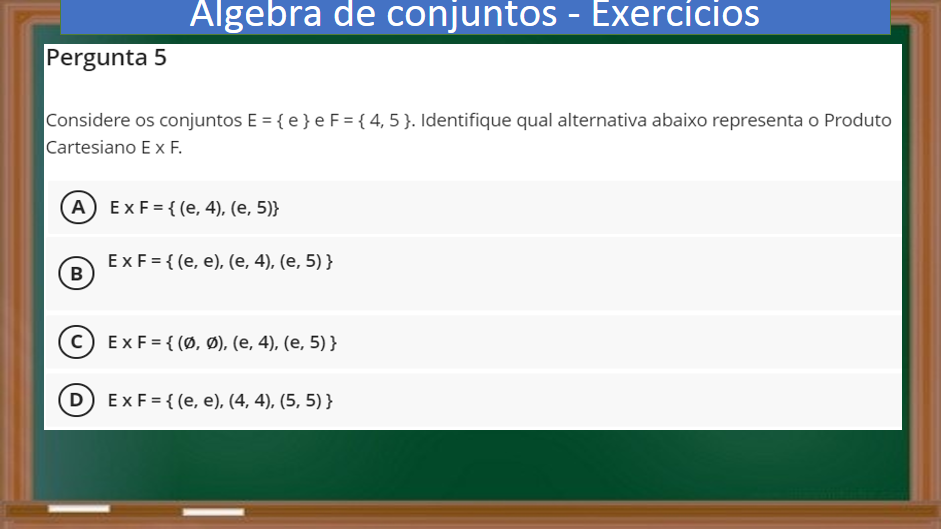 Álgebra de conjuntos - Exercícios
Pergunta 5
Considere os conjuntos E = { e } e F = { 4, 5 }. Identifique qual alternativa abaixo representa o Produto
Cartesiano E x F.
A E x F = { (e, 4), (e, 5)}
B E x F = { (e, e), (e, 4), (e, 5) }
C E x F = { (Ø, Ø), (e, 4), (e, 5) }
D E x F = { (e, e), (4, 4), (5, 5) }